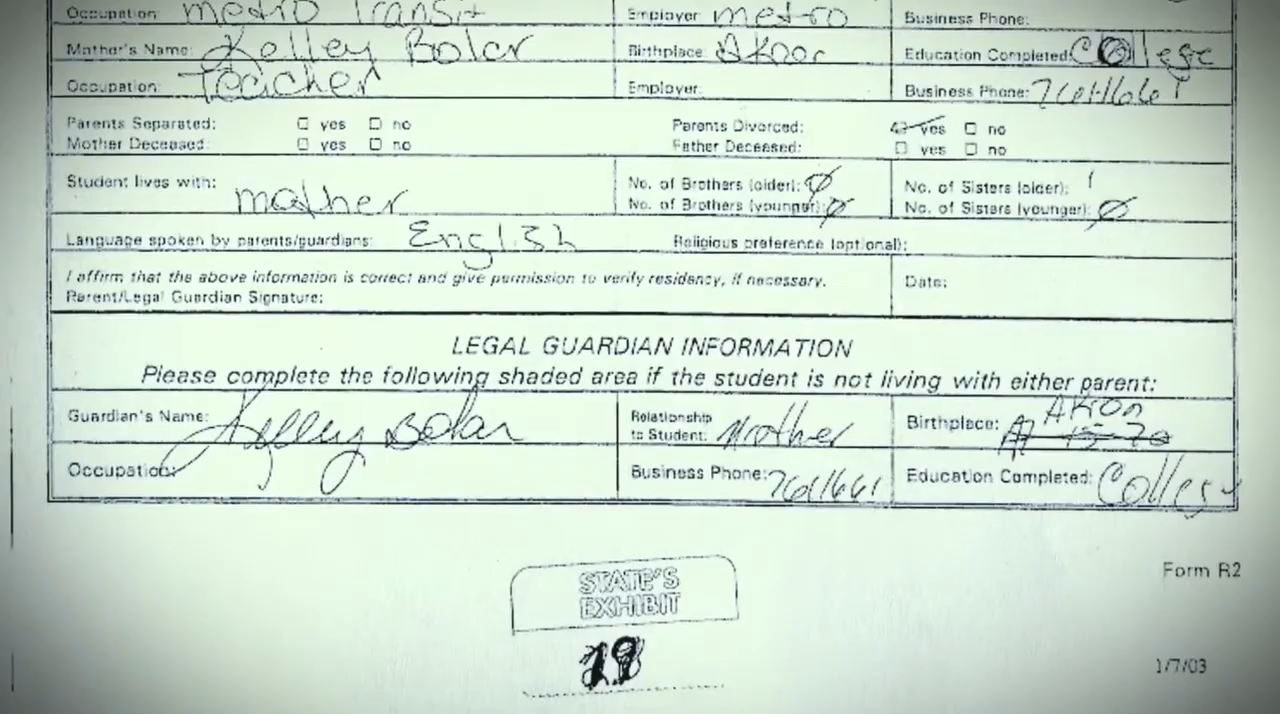 Occupation: Metro Transit Employer: metro Business Phone:
Mother's Name: Kelley Bolar Birthplace: Akron Education Completed: College
Occupation: Teacher Employer: Business Phone: 7611661
Parents Separated: yes no Parents Divorced: yes no
Mother Deceased: yes no Father Deceased: yes no
Student lives with: mother No. of Brothers (older): Ø No. of Sisters (older): 1
No. of Brothers (younger): Ø No. of Sisters (younger): Ø
Language spoken by parents/guardians: English Religious preference (optional):
I affirm that the above information is correct and give permission to verify residency, if necessary. Date:
Parent/Legal Guardian Signature:
LEGAL GUARDIAN INFORMATION
Please complete the following shaded area if the student is not living with either parent:
Guardian's Name: Kelley Bolar Relationship to Student: Mother Birthplace: Akron
Occupation: Business Phone: 7611661 Education Completed: College
Form R2
STATE'S
EXHIBIT
1/7/03